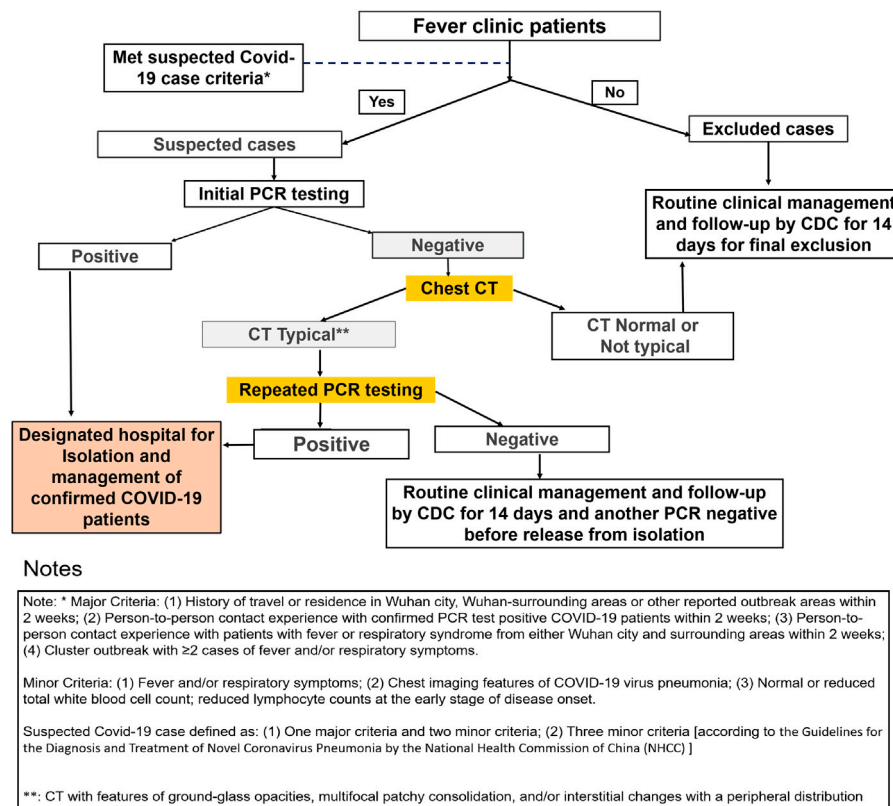 Fever clinic patients
Met suspected Covid-
19 case criteria*
Yes
No
Suspected cases
Excluded cases
Initial PCR testing
Routine clinical management
and follow-up by CDC for 14
days for final exclusion
Positive
Negative
Chest CT
CT Typical**
CT Normal or
Not typical
Repeated PCR testing
Designated hospital for
Isolation and
management of
confirmed COVID-19
patients
Positive
Negative
Routine clinical management and follow-up
by CDC for 14 days and another PCR negative
before release from isolation
Notes
Note: * Major Criteria: (1) History of travel or residence in Wuhan city, Wuhan-surrounding areas or other reported outbreak areas within
2 weeks; (2) Person-to-person contact experience with confirmed PCR test positive COVID-19 patients within 2 weeks; (3) Person-to-
person contact experience with patients with fever or respiratory syndrome from either Wuhan city and surrounding areas within 2 weeks;
(4) Cluster outbreak with ≥2 cases of fever and/or respiratory symptoms.
Minor Criteria: (1) Fever and/or respiratory symptoms; (2) Chest imaging features of COVID-19 virus pneumonia; (3) Normal or reduced
total white blood cell count; reduced lymphocyte counts at the early stage of disease onset.
Suspected Covid-19 case defined as: (1) One major criteria and two minor criteria; (2) Three minor criteria [according to the Guidelines for
the Diagnosis and Treatment of Novel Coronavirus Pneumonia by the National Health Commission of China (NHCC) ]
**: CT with features of ground-glass opacities, multifocal patchy consolidation, and/or interstitial changes with a peripheral distribution